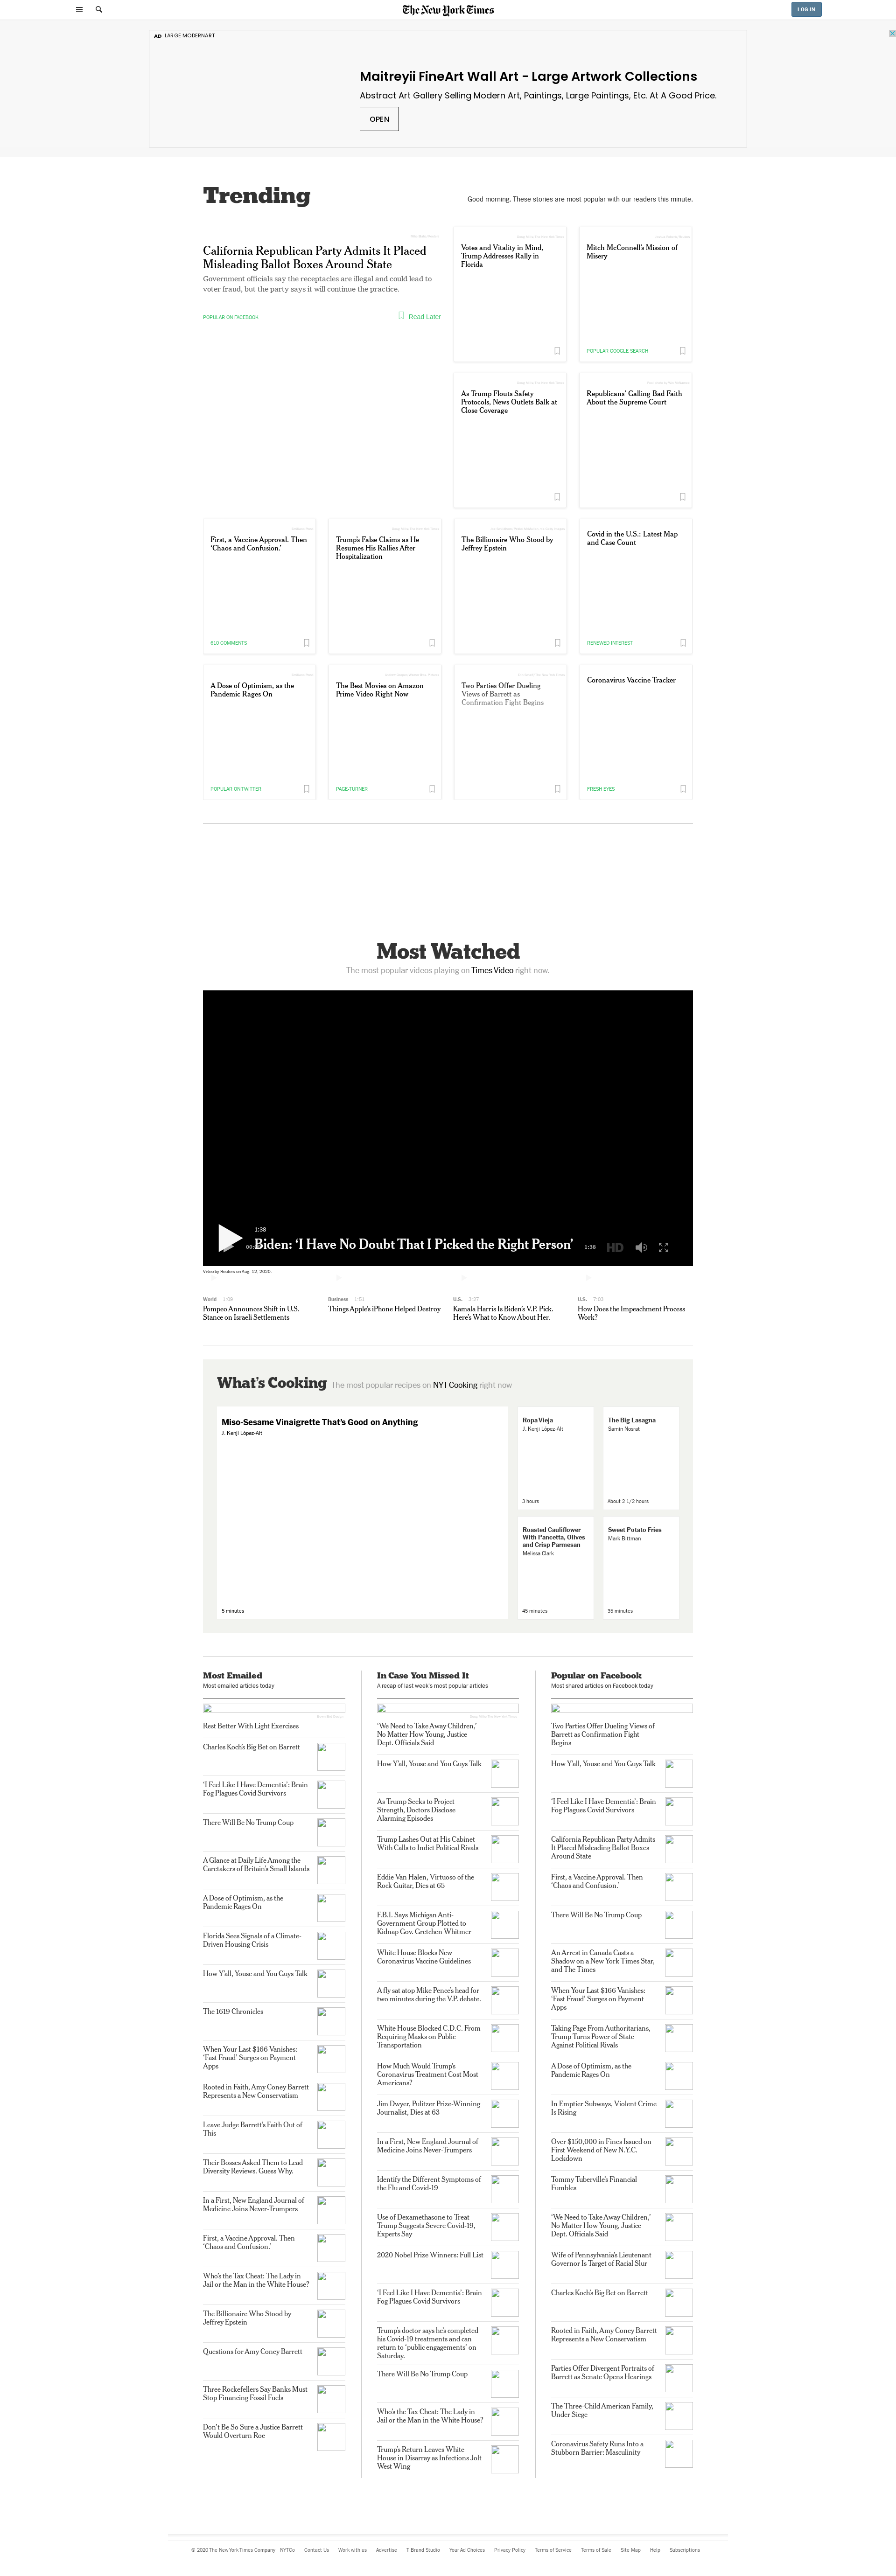 The New York Times
LOG IN
AD LARGE MODERNART
Maitreyii FineArt Wall Art - Large Artwork Collections
Abstract Art Gallery Selling Modern Art, Paintings, Large Paintings, Etc. At A Good Price.
OPEN
Trending
Good morning. These stories are most popular with our readers this minute.
California Republican Party Admits It Placed
Misleading Ballot Boxes Around State
Government officials say the receptacles are illegal and could lead to
voter fraud, but the party says it will continue the practice.
POPULAR ON FACEBOOK
Read Later
Votes and Vitality in Mind,
Trump Addresses Rally in
Florida
Mitch McConnell's Mission of
Misery
POPULAR GOOGLE SEARCH
As Trump Flouts Safety
Protocols, News Outlets Balk at
Close Coverage
Republicans' Galling Bad Faith
About the Supreme Court
First, a Vaccine Approval. Then
'Chaos and Confusion.'
610 COMMENTS
Trump's False Claims as He
Resumes His Rallies After
Hospitalization
The Billionaire Who Stood by
Jeffrey Epstein
Covid in the U.S.: Latest Map
and Case Count
RENEWED INTEREST
A Dose of Optimism, as the
Pandemic Rages On
POPULAR ON TWITTER
The Best Movies on Amazon
Prime Video Right Now
PAGE-TURNER
Two Parties Offer Dueling
Views of Barrett as
Confirmation Fight Begins
Coronavirus Vaccine Tracker
FRESH EYES
Most Watched
The most popular videos playing on Times Video right now.
1:38
Biden: 'I Have No Doubt That I Picked the Right Person'
1:38
HD
Video by Reuters on Aug. 12, 2020.
World 1:39
Pompeo Announces Shift in U.S.
Stance on Israeli Settlements
Business 1:31
Things Apple's iPhone Helped Destroy
U.S. 3:27
Kamala Harris Is Biden's V.P. Pick.
Here's What to Know About Her.
U.S. 7:03
How Does the Impeachment Process
Work?
What's Cooking The most popular recipes on NYT Cooking right now
Miso-Sesame Vinaigrette That's Good on Anything
J. Kenji López-Alt
5 minutes
Ropa Vieja
J. Kenji López-Alt
3 hours
The Big Lasagna
Samin Nosrat
About 2 1/2 hours
Roasted Cauliflower
With Pancetta, Olives
and Crisp Parmesan
Melissa Clark
45 minutes
Sweet Potato Fries
Mark Bittman
35 minutes
Most Emailed
Most emailed articles today
Rest Better With Light Exercises
Charles Koch's Big Bet on Barrett
'I Feel Like I Have Dementia': Brain
Fog Plagues Covid Survivors
There Will Be No Trump Coup
A Glance at Daily Life Among the
Caretakers of Britain's Small Islands
A Dose of Optimism, as the
Pandemic Rages On
Florida Sees Signals of a Climate-
Driven Housing Crisis
How Y'all, Youse and You Guys Talk
The 1619 Chronicles
When Your Last $166 Vanishes:
'Fast Fraud' Surges on Payment
Apps
Rooted in Faith, Amy Coney Barrett
Represents a New Conservatism
Leave Judge Barrett's Faith Out of
This
Their Bosses Asked Them to Lead
Diversity Reviews. Guess Why.
In a First, New England Journal of
Medicine Joins Never-Trumpers
First, a Vaccine Approval. Then
'Chaos and Confusion.'
Who's the Tax Cheat: The Lady in
Jail or the Man in the White House?
The Billionaire Who Stood by
Jeffrey Epstein
Questions for Amy Coney Barrett
Three Rockefellers Say Banks Must
Stop Financing Fossil Fuels
Don't Be So Sure a Justice Barrett
Would Overturn Roe
In Case You Missed It
A recap of last week's most popular articles
'We Need to Take Away Children,'
No Matter How Young, Justice
Dept. Officials Said
How Y'all, Youse and You Guys Talk
As Trump Seeks to Project
Strength, Doctors Disclose
Alarming Episodes
Trump Lashes Out at His Cabinet
With Calls to Indict Political Rivals
Eddie Van Halen, Virtuoso of the
Rock Guitar, Dies at 65
F.B.I. Says Michigan Anti-
Government Group Plotted to
Kidnap Gov. Gretchen Whitmer
White House Blocks New
Coronavirus Vaccine Guidelines
A fly sat atop Mike Pence's head for
two minutes during the V.P. debate.
White House Blocked C.D.C. From
Requiring Masks on Public
Transportation
How Much Would Trump's
Coronavirus Treatment Cost Most
Americans?
Jim Dwyer, Pulitzer Prize-Winning
Journalist, Dies at 63
In a First, New England Journal of
Medicine Joins Never-Trumpers
Identify the Different Symptoms of
the Flu and Covid-19
Use of Dexamethasone to Treat
Trump Suggests Severe Covid-19,
Experts Say
2020 Nobel Prize Winners: Full List
'I Feel Like I Have Dementia': Brain
Fog Plagues Covid Survivors
Trump's doctor says he's completed
his Covid-19 treatments and can
return to 'public engagements' on
Saturday.
There Will Be No Trump Coup
Who's the Tax Cheat: The Lady in
Jail or the Man in the White House?
Trump's Return Leaves White
House in Disarray as Infections Jolt
West Wing
Popular on Facebook
Most shared articles on Facebook today
Two Parties Offer Dueling Views of
Barrett as Confirmation Fight
Begins
How Y'all, Youse and You Guys Talk
'I Feel Like I Have Dementia': Brain
Fog Plagues Covid Survivors
California Republican Party Admits
It Placed Misleading Ballot Boxes
Around State
First, a Vaccine Approval. Then
'Chaos and Confusion.'
There Will Be No Trump Coup
An Arrest in Canada Casts a
Shadow on a New York Times Star,
and The Times
When Your Last $166 Vanishes:
'Fast Fraud' Surges on Payment
Apps
Taking Page From Authoritarians,
Trump Turns Power of State
Against Political Rivals
A Dose of Optimism, as the
Pandemic Rages On
In Emptier Subways, Violent Crime
Is Rising
Over $150,000 in Fines Issued on
First Weekend of New N.Y.C.
Lockdown
Tommy Tuberville's Financial
Fumbles
'We Need to Take Away Children,'
No Matter How Young, Justice
Dept. Officials Said
Wife of Pennsylvania's Lieutenant
Governor Is Target of Racial Slur
Charles Koch's Big Bet on Barrett
Rooted in Faith, Amy Coney Barrett
Represents a New Conservatism
Parties Offer Divergent Portraits of
Barrett as Senate Opens Hearings
The Three-Child American Family,
Under Siege
Coronavirus Safety Runs Into a
Stubborn Barrier: Masculinity
© 2020 The New York Times Company NYTCo Contact Us Work with us Advertise T Brand Studio Your Ad Choices Privacy Policy Terms of Service Terms of Sale Site Map Help Subscriptions